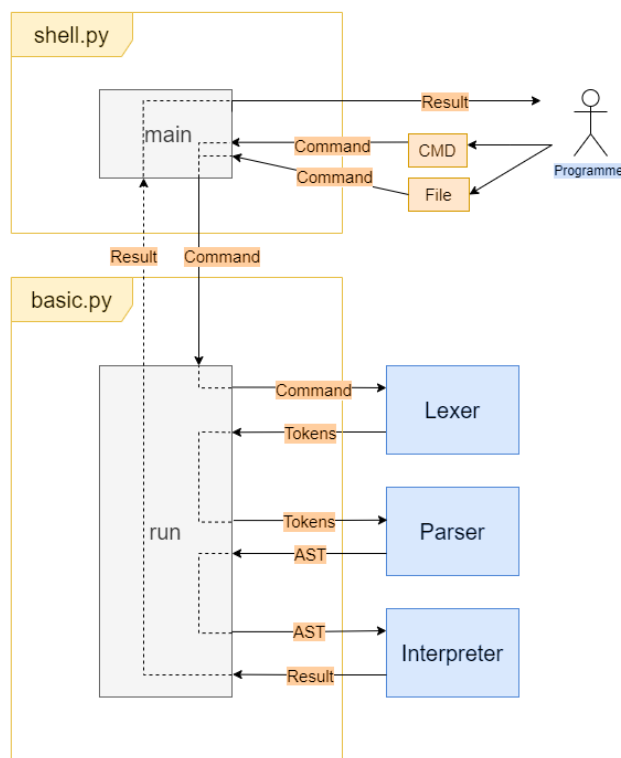 shell.py
main
Result
Command
CMD
Command
File
Programme
Result
Command
basic.py
run
Command
Lexer
Tokens
Tokens
Parser
AST
AST
Interpreter
Result